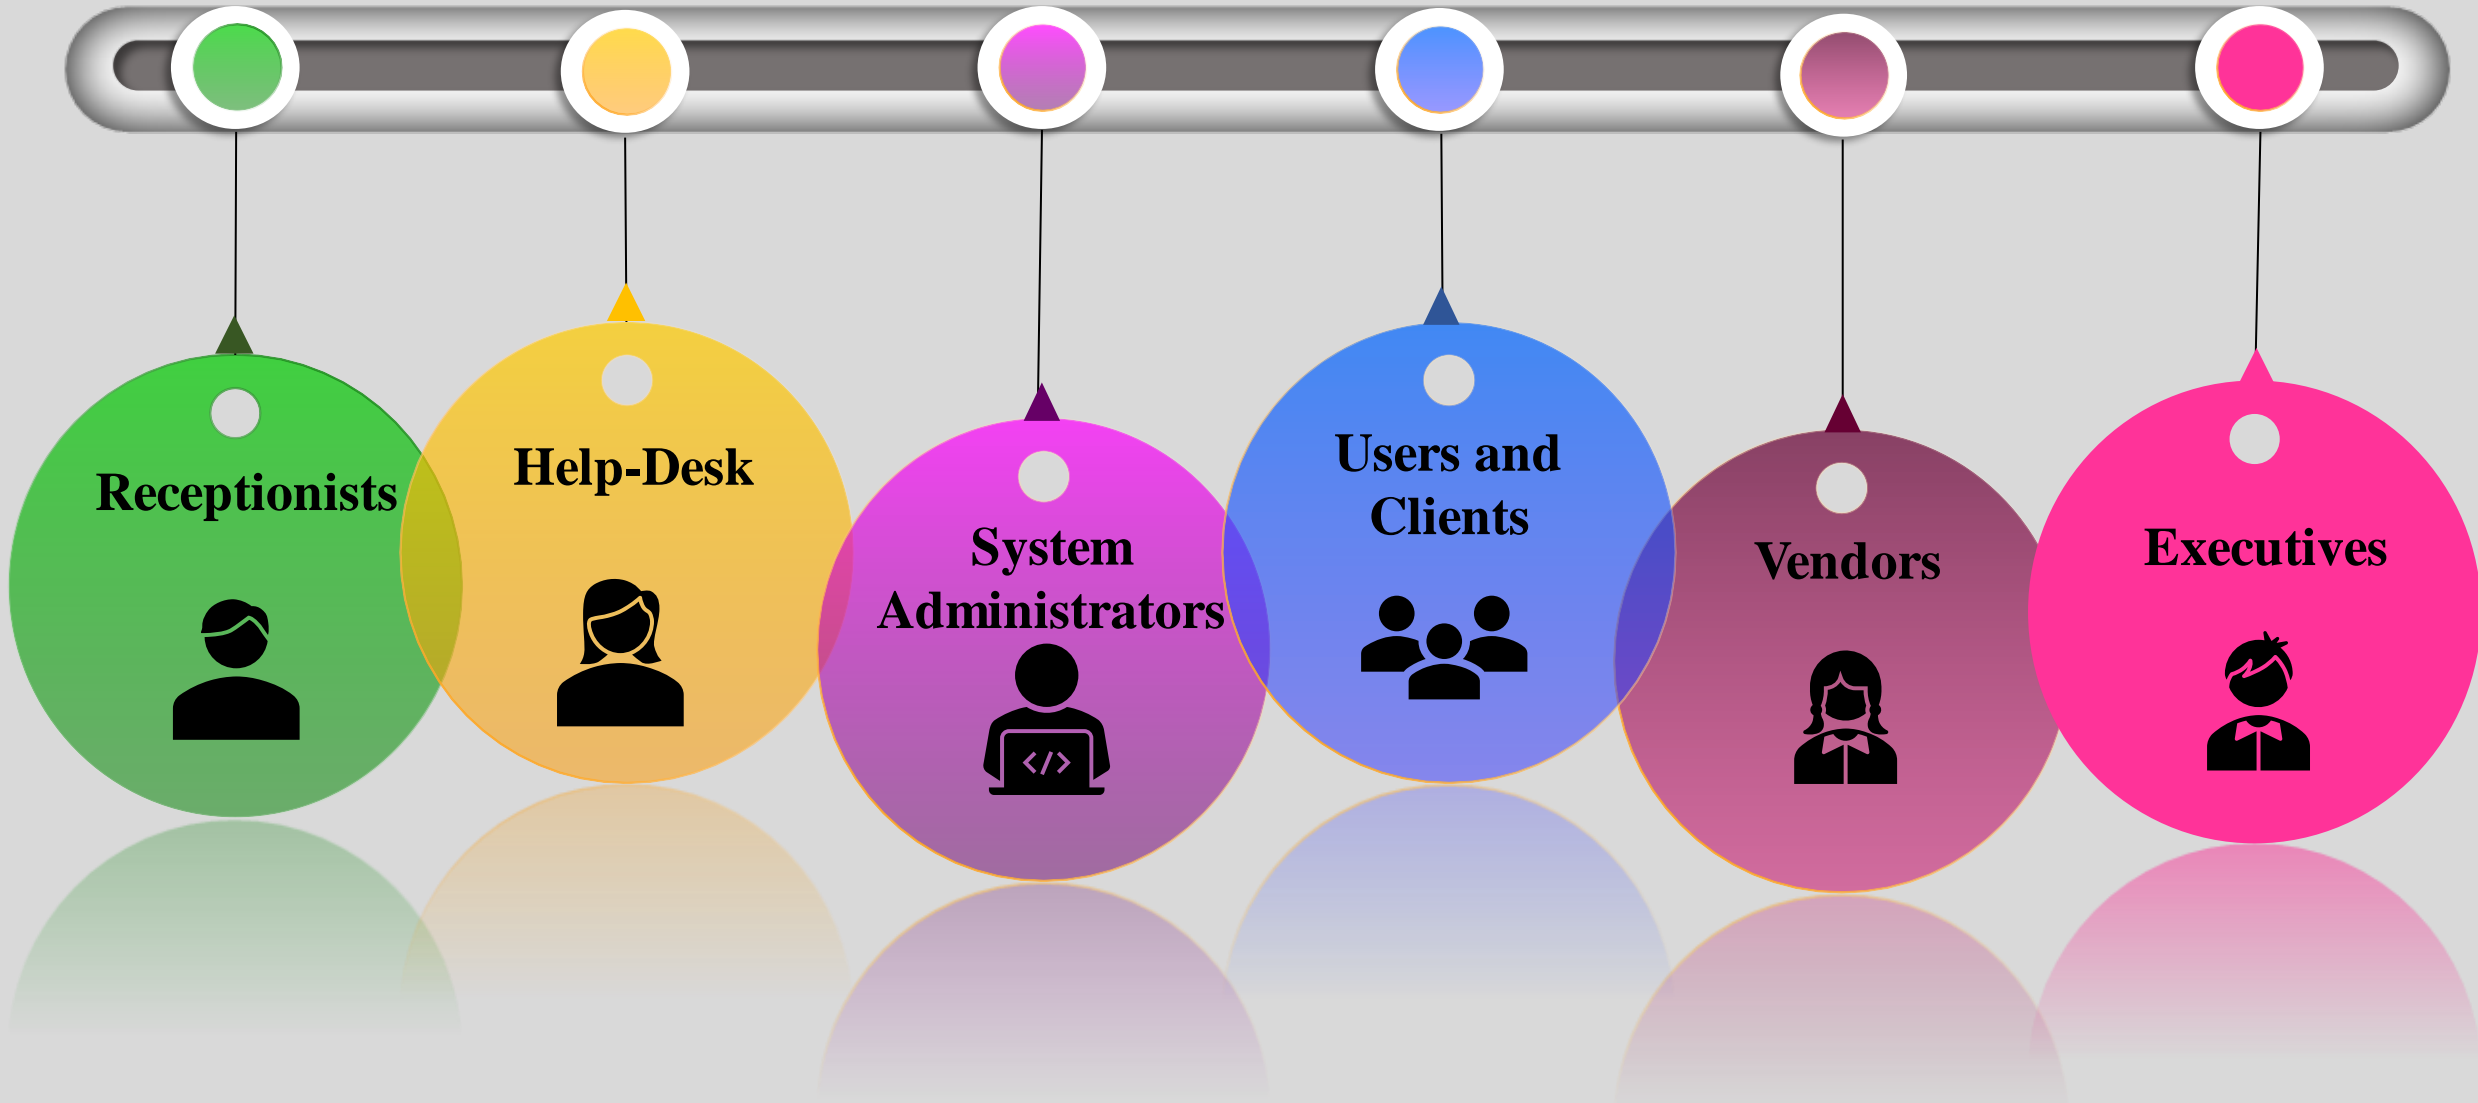 Receptionists
Help-Desk
System
Administrators
Users and
Clients
Vendors
Executives